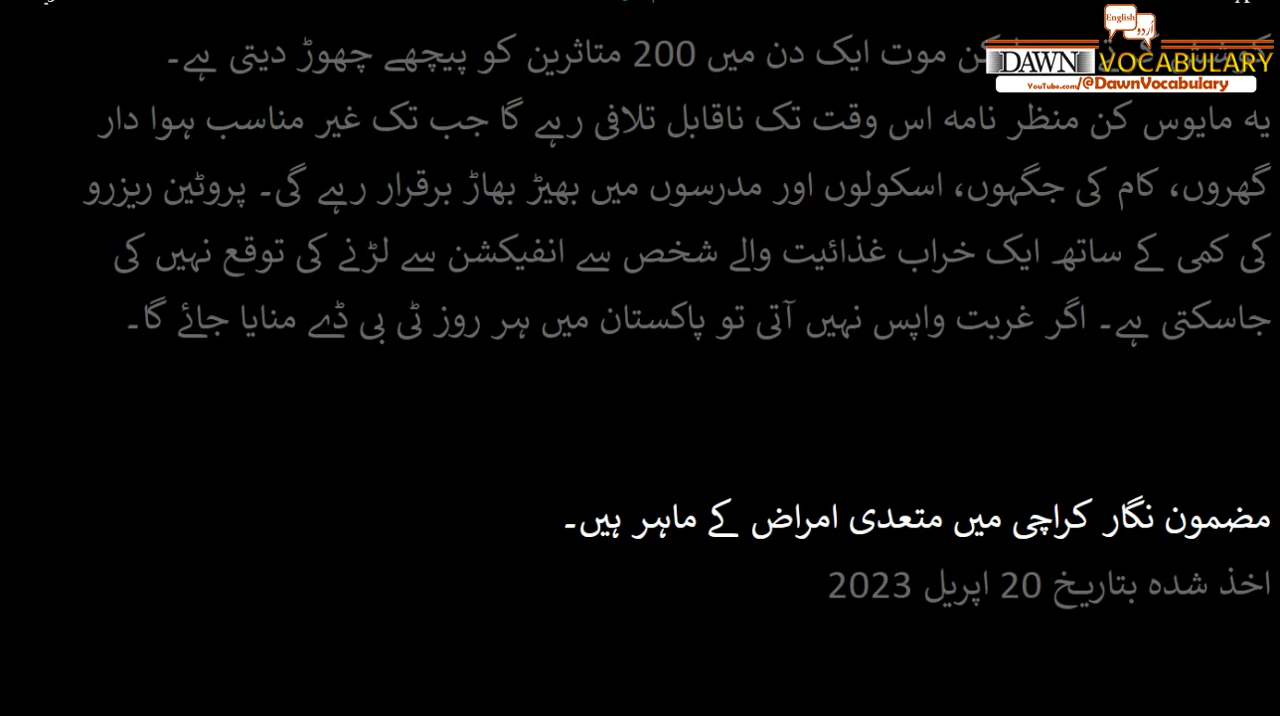 English اردو
DAWN VOCABULARY
YouTube.com/@DawnVocabulary
موت ایک دن میں 200 متاثرین کو پیچھے چھوڑ دیتی ہے۔
یہ مایوس کن منظر نامہ اس وقت تک ناقابل تلافی رہے گا جب تک غیر مناسب ہوا دار
گھروں، کام کی جگہوں، اسکولوں اور مدرسوں میں بھیڑ بھاڑ برقرار رہے گی۔ پروٹین ریزرو
کی کمی کے ساتھ ایک خراب غذائیت والے شخص سے انفیکشن سے لڑنے کی توقع نہیں کی
جاسکتی ہے۔ اگر غربت واپس نہیں آتی تو پاکستان میں ہر روز ٹی بی ڈے منایا جائے گا۔
مضمون نگار کراچی میں متعدی امراض کے ماہر ہیں۔
اخذ شدہ بتاریخ 20 اپریل 2023